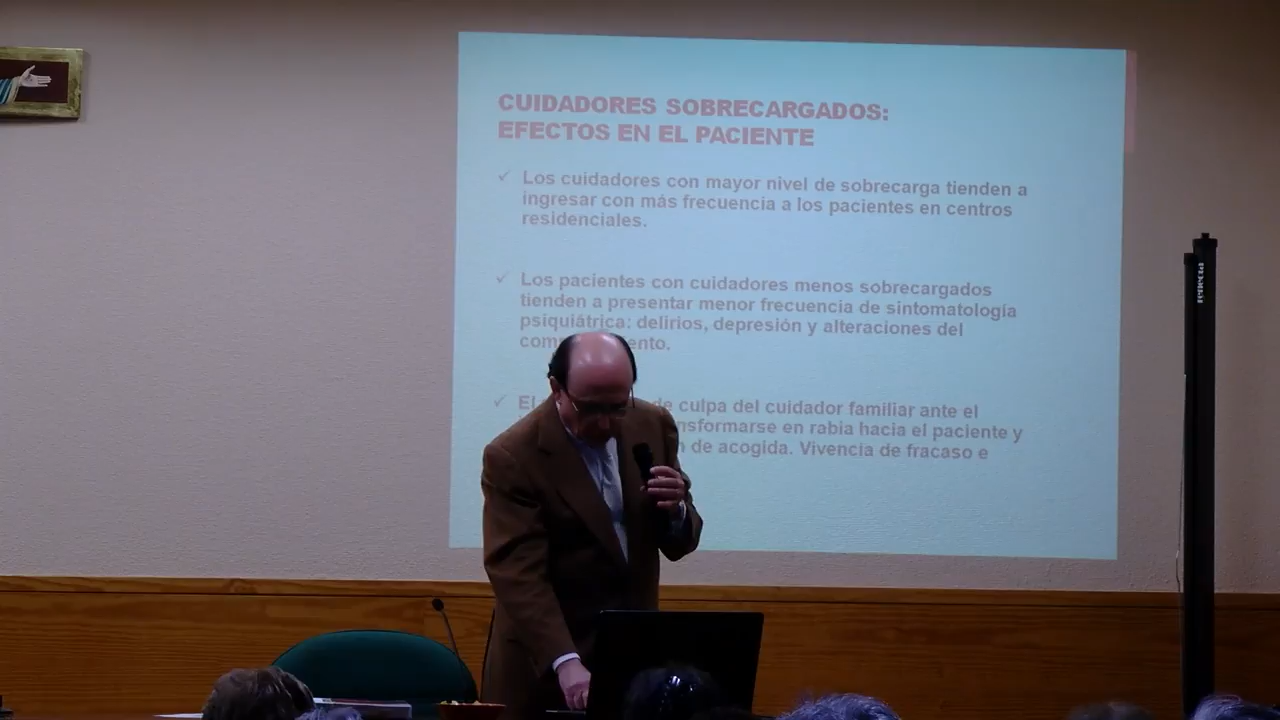 CUIDADORES SOBRECARGADOS:
EFECTOS EN EL PACIENTE
Los cuidadores con mayor nivel de sobrecarga tienden a
ingresar con más frecuencia a los pacientes en centros
residenciales.
Los pacientes con cuidadores menos sobrecargados
tienden a presentar menor frecuencia de sintomatología
psiquiátrica: delirios, depresión y alteraciones del
El de culpa del cuidador familiar ante el
en rabia hacia el paciente y
de acogida. Vivencia de fracaso e